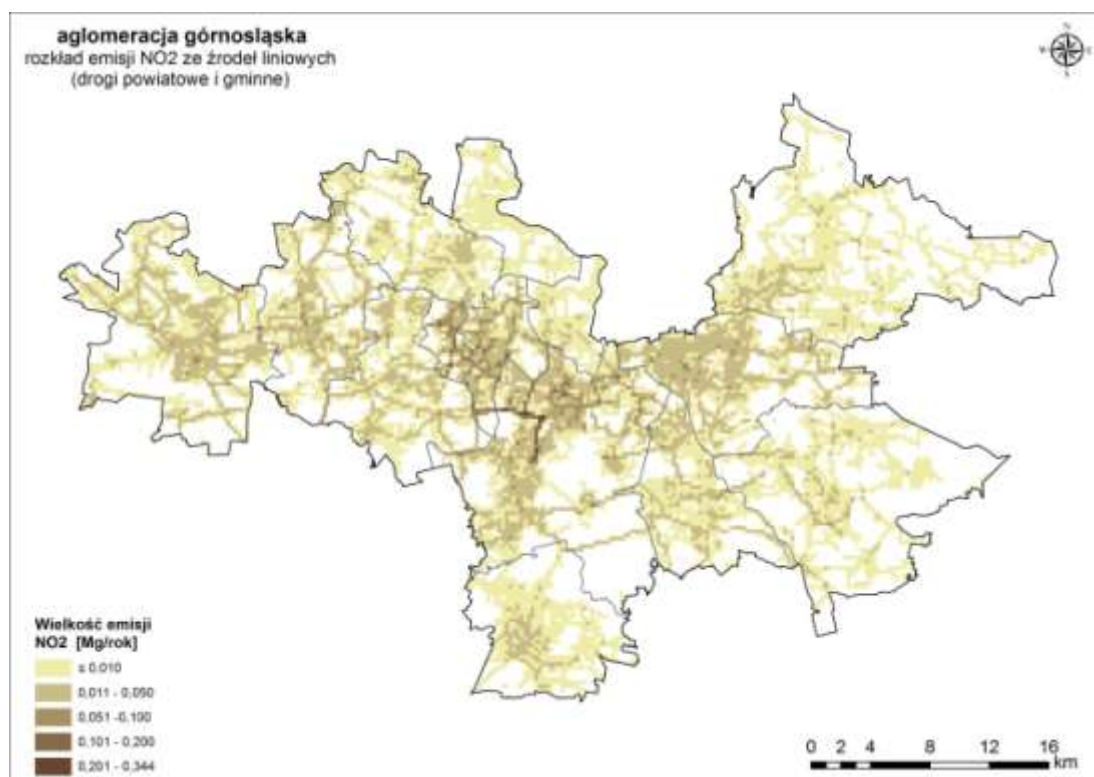 aglomeracja górnośląska
rozkład emisji NO2 ze źrodeł liniowych
(drogi powiatowe i gminne)
N
W E
S
Wielkość emisji
NO2 [Mg/rok]
≤ 0,010
0,011 - 0,050
0,051 -0,100
0,101 - 0,200
0,201 - 0,344
0 2 4 8 12 16
km